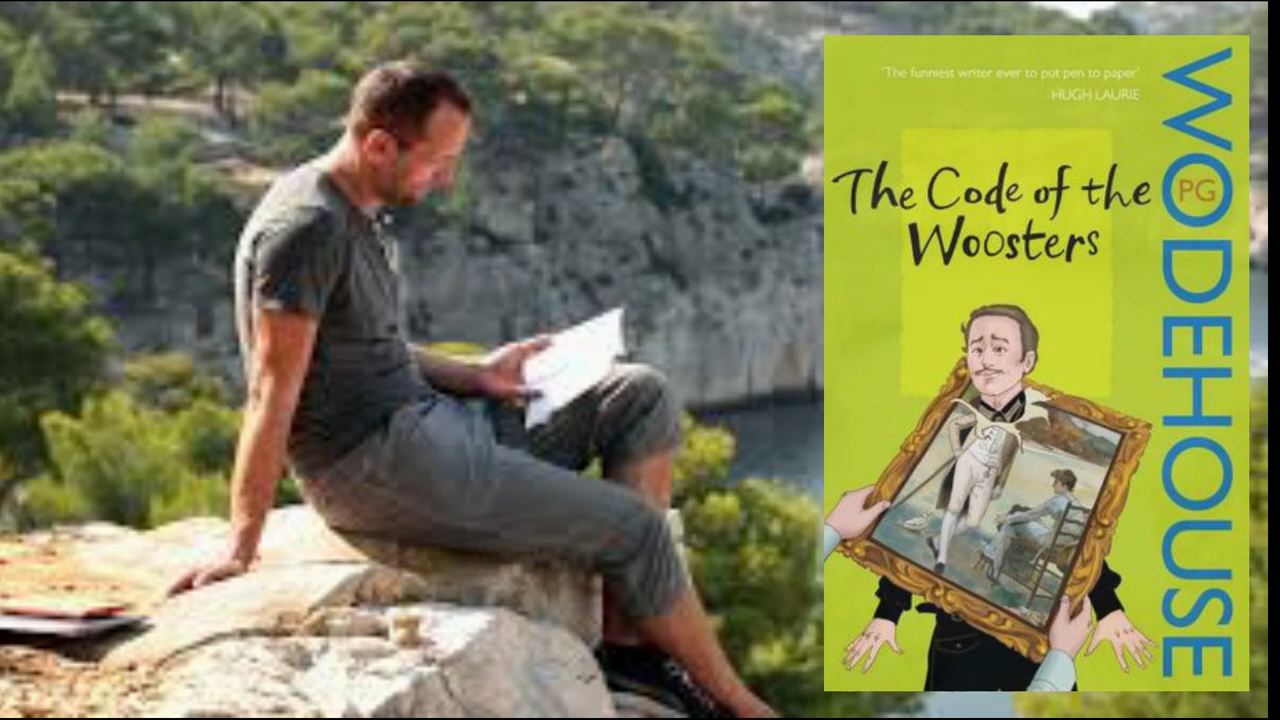 'The funniest writer ever to put pen to paper'
HUGH LAURIE
The Code of the
Woosters
PG
WODEHOUSE